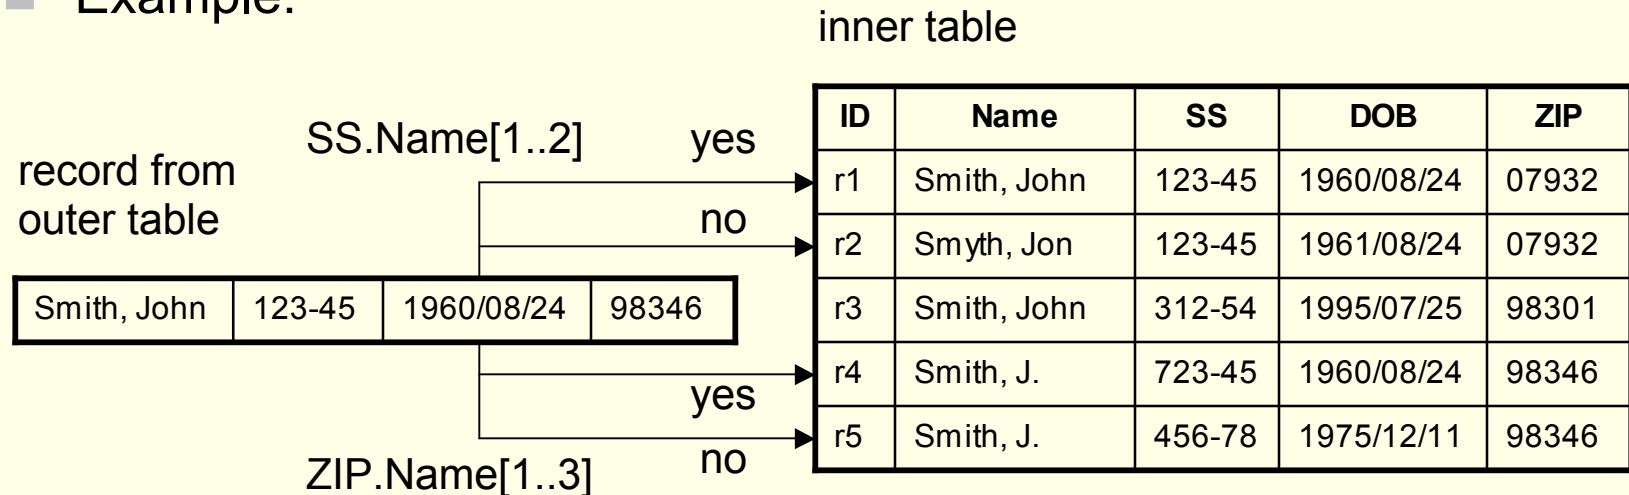 Example:
inner table
SS.Name[1..2] yes
record from
outer table
no
Smith, John 123-45 1960/08/24 98346
yes
ZIP.Name[1..3] no
ID Name SS DOB ZIP
r1 Smith, John 123-45 1960/08/24 07932
r2 Smyth, Jon 123-45 1961/08/24 07932
r3 Smith, John 312-54 1995/07/25 98301
r4 Smith, J. 723-45 1960/08/24 98346
r5 Smith, J. 456-78 1975/12/11 98346